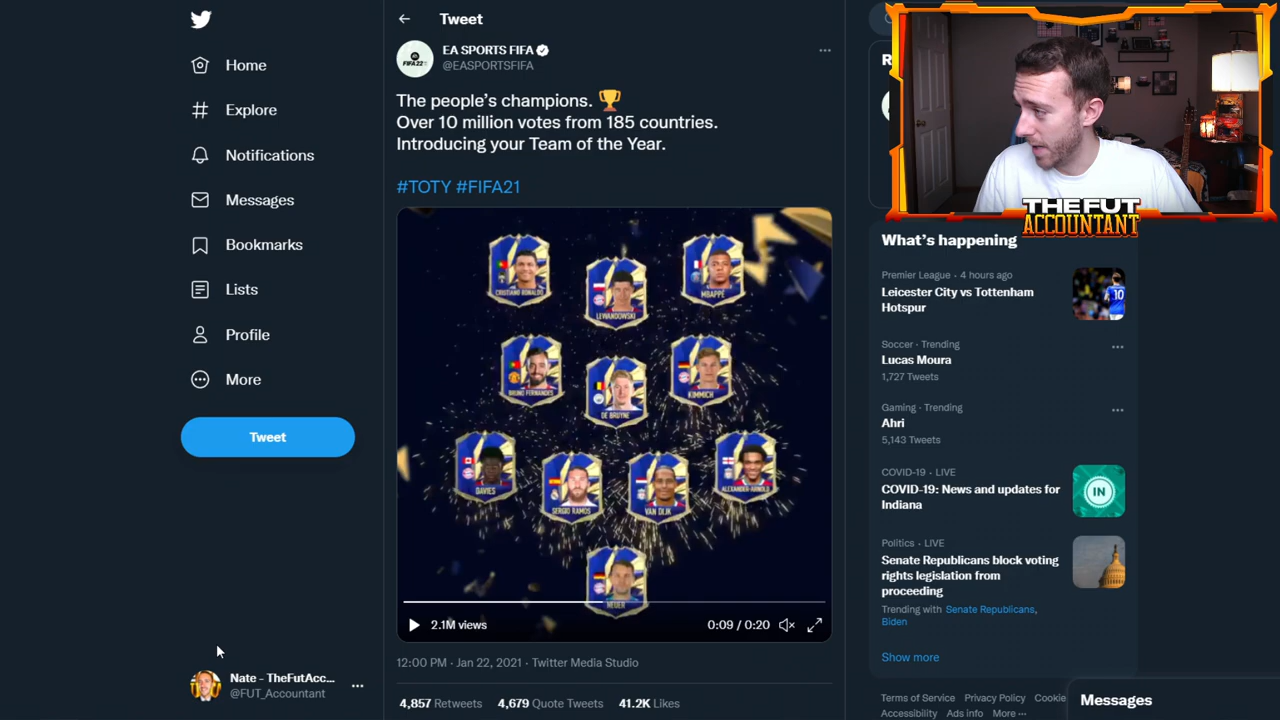 Home
Explore
Notifications
Messages
Bookmarks
Lists
Profile
More
Tweet
Nate - TheFutAcc...
@FUT_Accountant
Tweet
EA SPORTS FIFA
@EASPORTSFIFA
FIFA 22
The people's champions. 🏆
Over 10 million votes from 185 countries.
Introducing your Team of the Year.
#TOTY #FIFA21
CRISTIANO RONALDO
LEWANDOWSKI
MBAPPÉ
BRUNO FERNANDES
DE BRUYNE
KIMMICH
DAVIES
SERGIO RAMOS
VAN DIJK
ALEXANDER-ARNOLD
NEUER
2.1M views
0:09 / 0:20
12:00 PM · Jan 22, 2021 · Twitter Media Studio
4,857 Retweets 4,679 Quote Tweets 41.2K Likes
R
THE FUT
ACCOUNTANT
What's happening
Premier League · 4 hours ago
Leicester City vs Tottenham
Hotspur
10
Soccer · Trending
Lucas Moura
1,727 Tweets
Gaming · Trending
Ahri
5,143 Tweets
COVID-19 · LIVE
COVID-19: News and updates for
Indiana
IN
Politics · LIVE
Senate Republicans block voting
rights legislation from
proceeding
Trending with Senate Republicans,
Biden
Show more
Terms of Service Privacy Policy Cookie
Accessibility Ads info More ···
Messages